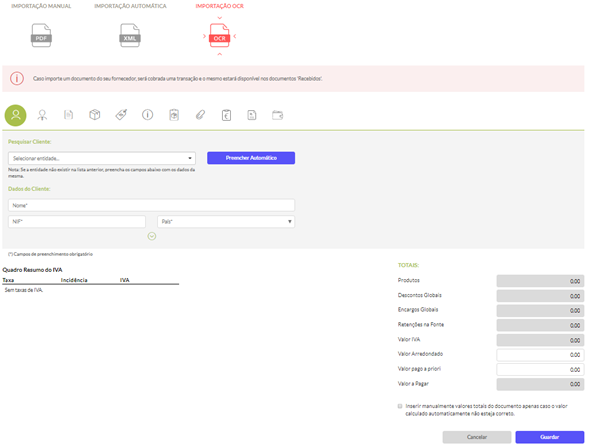 IMPORTAÇÃO MANUAL IMPORTAÇÃO AUTOMÁTICA IMPORTAÇÃO OCR
PDF XML OCR
Caso importe um documento do seu fornecedor, será cobrada uma transação e o mesmo estará disponível nos documentos 'Recebidos'.
Pesquisar Cliente:
Selecionar entidade... Preencher Automático
Nota: Se a entidade não existir na lista anterior, preencha os campos abaixo com os dados da
mesma.
Dados do Cliente:
Nome*
NIF* País*
(*) Campos de preenchimento obrigatório
Quadro Resumo do IVA
Taxa Incidência IVA
Sem taxas de IVA.
TOTAIS:
Produtos 0.00
Descontos Globais 0.00
Encargos Globais 0.00
Retenções na Fonte 0.00
Valor IVA 0.00
Valor Arredondado 0.00
Valor pago a priori 0.00
Valor a Pagar 0.00
Inserir manualmente valores totais do documento apenas caso o valor
calculado automaticamente não esteja correto.
Cancelar Guardar